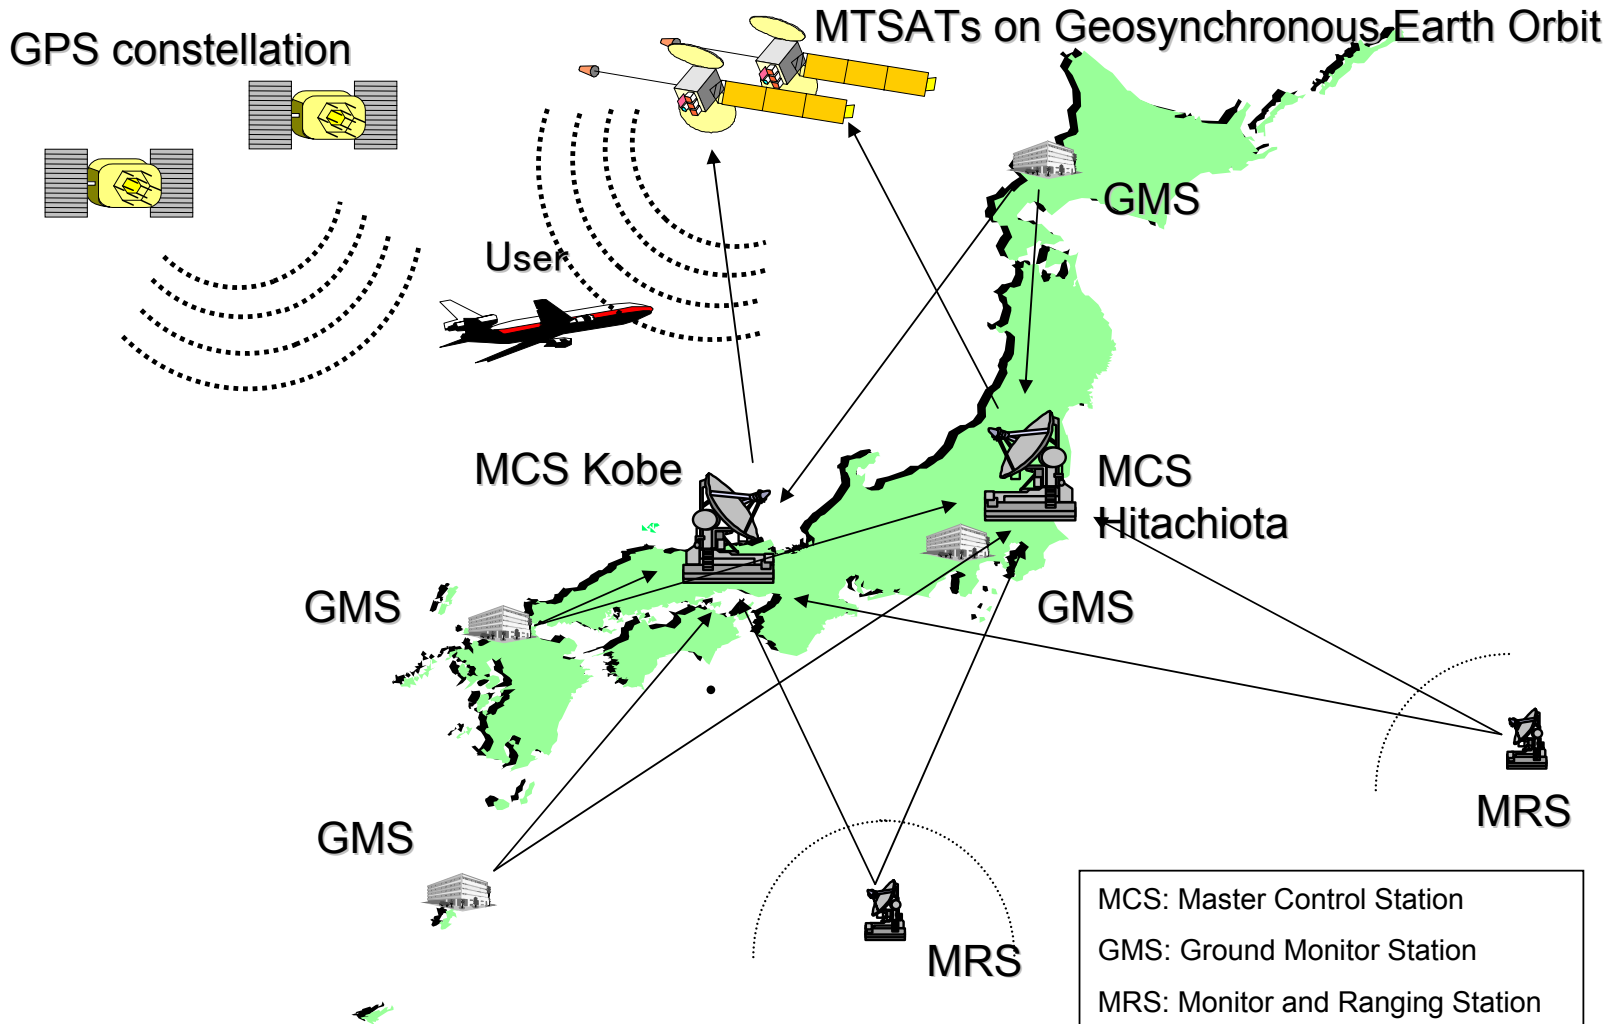 MTSATs on Geosynchronous Earth Orbit
GPS constellation
GMS
User
MCS Kobe
MCS
Hitachiota
GMS
GMS
GMS
MRS
MRS
MCS: Master Control Station
GMS: Ground Monitor Station
MRS: Monitor and Ranging Station